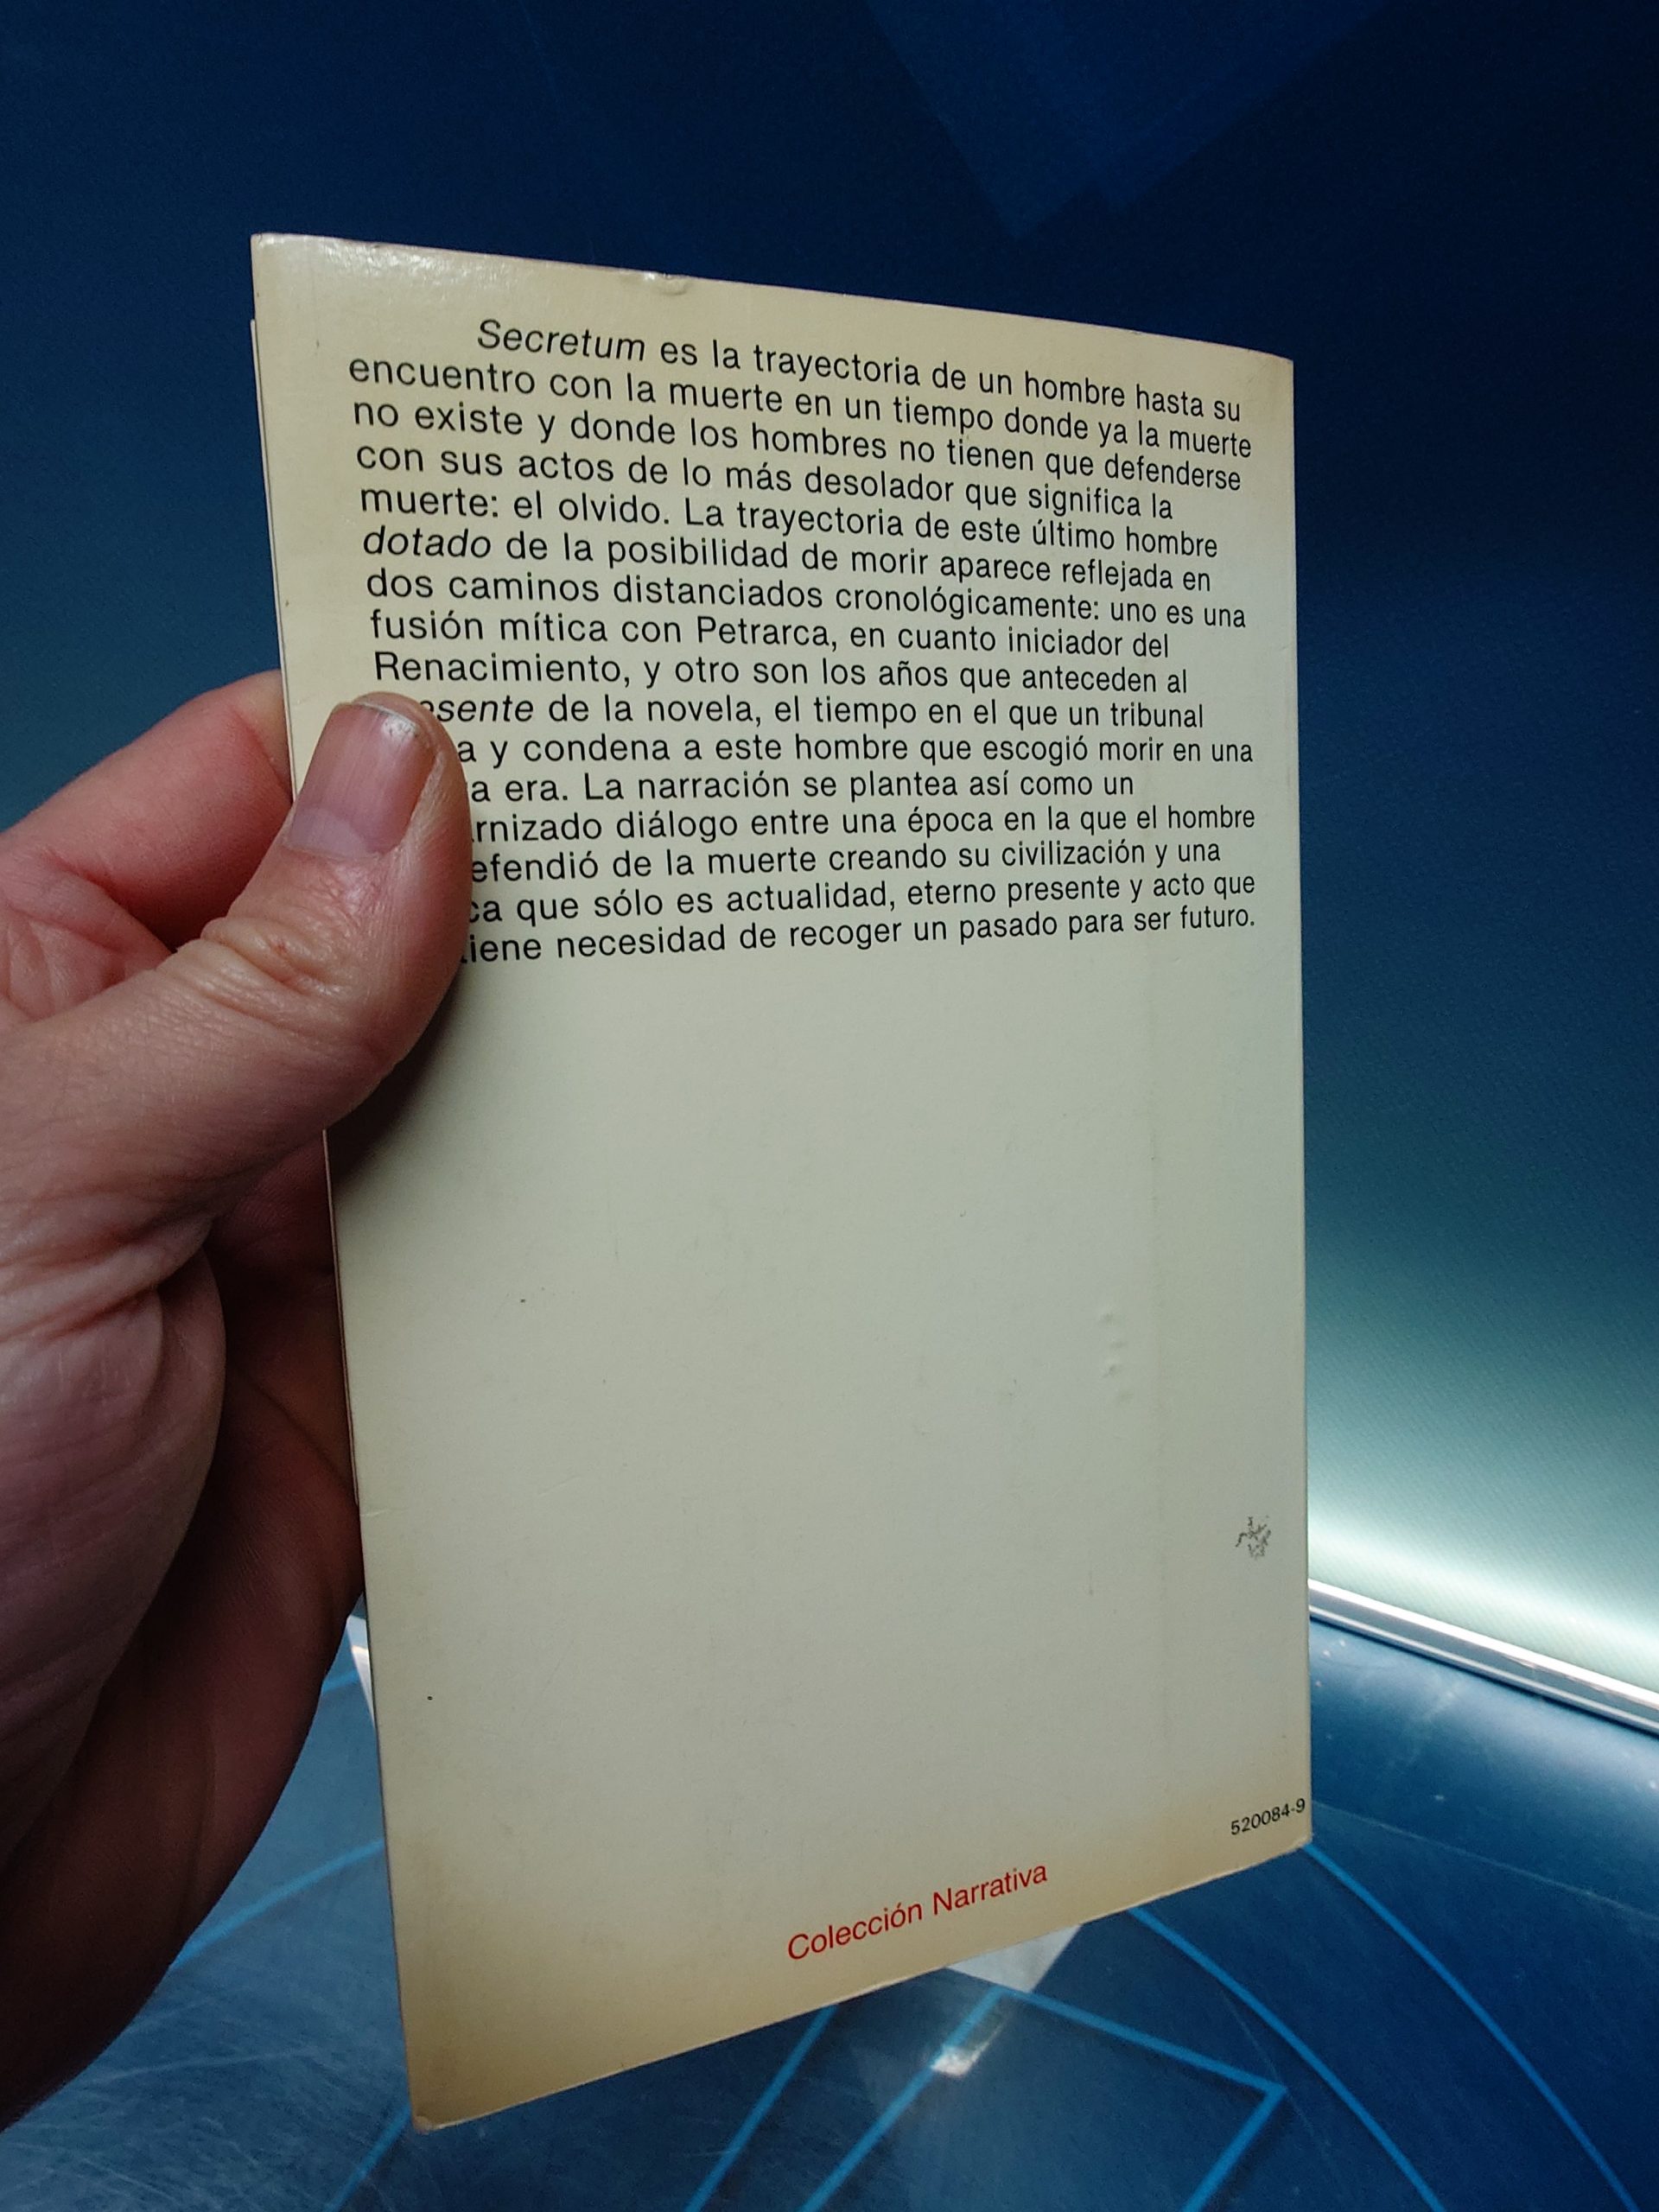 Secretum es la trayectoria de un hombre hasta su
encuentro con la muerte en un tiempo donde ya la muerte
no existe y donde los hombres no tienen que defenderse
con sus actos de lo más desolador que significa la
muerte: el olvido. La trayectoria de este último hombre
dotado de la posibilidad de morir aparece reflejada en
dos caminos distanciados cronológicamente: uno es una
fusión mítica con Petrarca, en cuanto iniciador del
Renacimiento, y otro son los años que anteceden al
de la novela, el tiempo en el que un tribunal
y condena a este hombre que escogió morir en una
era. La narración se plantea así como un
diálogo entre una época en la que el hombre
de la muerte creando su civilización y una
que sólo es actualidad, eterno presente y acto que
necesidad de recoger un pasado para ser futuro.
520084-9
Colección Narrativa